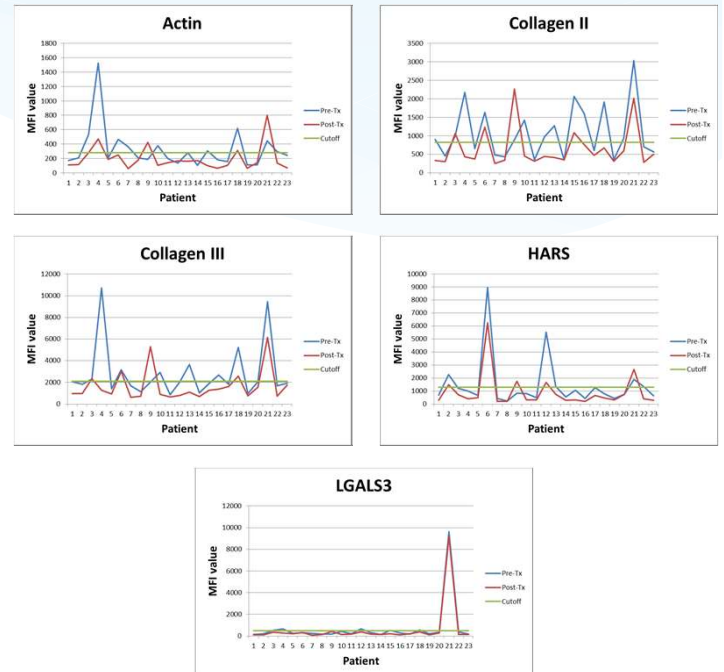 Actin
MFI value
1800
1600
1400
1200
1000
800
600
400
200
0
1 2 3 4 5 6 7 8 9 10 11 12 13 14 15 16 17 18 19 20 21 22 23
Patient
Pre-Tx
Post-Tx
Cutoff
Collagen II
MFI value
3500
3000
2500
2000
1500
1000
500
0
1 2 3 4 5 6 7 8 9 10 11 12 13 14 15 16 17 18 19 20 21 22 23
Patient
Pre-Tx
Post-Tx
Cutoff
Collagen III
MFI value
12000
10000
8000
6000
4000
2000
0
1 2 3 4 5 6 7 8 9 10 11 12 13 14 15 16 17 18 19 20 21 22 23
Patient
Pre-Tx
Post-Tx
Cutoff
HARS
MFI value
10000
9000
8000
7000
6000
5000
4000
3000
2000
1000
0
1 2 3 4 5 6 7 8 9 10 11 12 13 14 15 16 17 18 19 20 21 22 23
Patient
Pre-Tx
Post-Tx
Cutoff
LGALS3
MFI value
12000
10000
8000
6000
4000
2000
0
1 2 3 4 5 6 7 8 9 10 11 12 13 14 15 16 17 18 19 20 21 22 23
Patient
Pre-Tx
Post-Tx
Cutoff